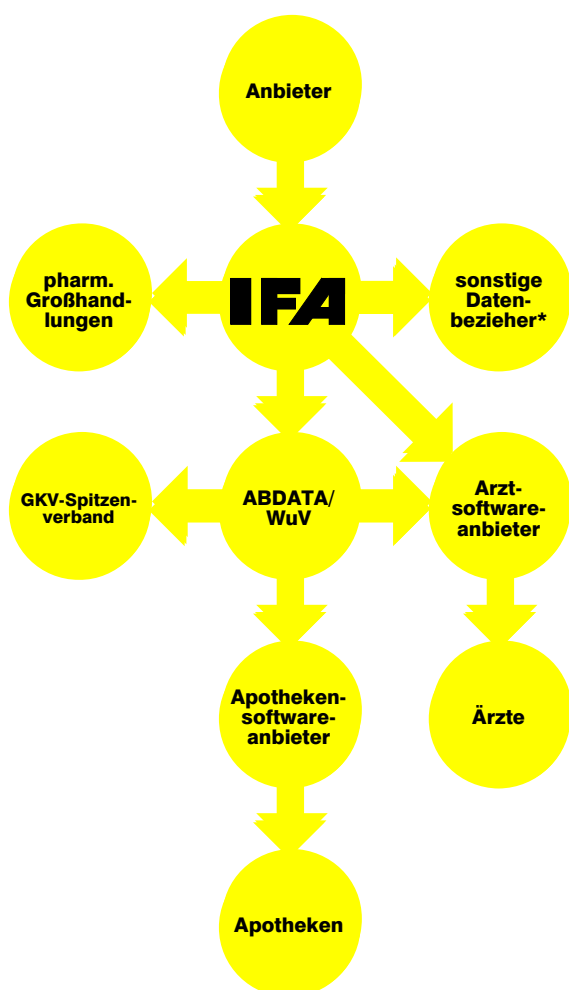 Anbieter
pharm.
Großhand-
lungen
IFA
sonstige
Daten-
bezieher*
GKV-Spitzen-
verband
ABDATA/
WuV
Arzt-
software-
anbieter
Apotheken-
software-
anbieter
Ärzte
Apotheken